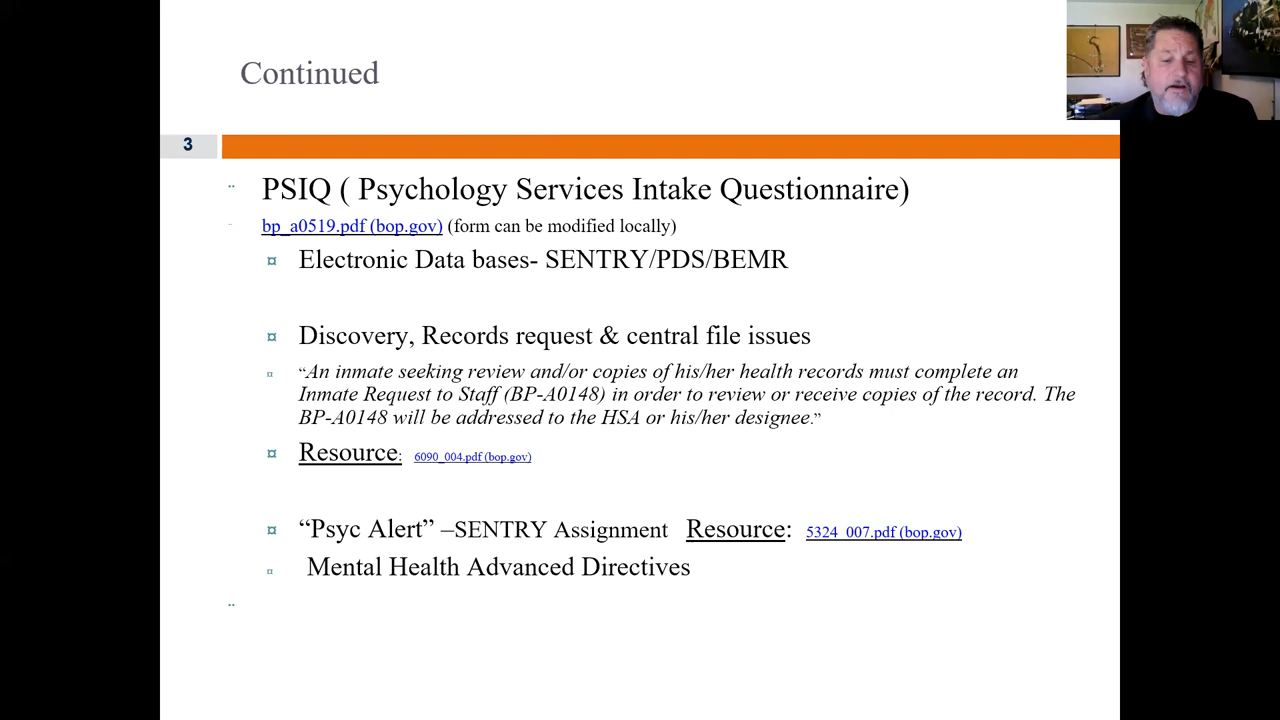 Continued
3
PSIQ ( Psychology Services Intake Questionnaire)
bp_a0519.pdf (bop.gov) (form can be modified locally)
Electronic Data bases- SENTRY/PDS/BEMR
Discovery, Records request & central file issues
“An inmate seeking review and/or copies of his/her health records must complete an
Inmate Request to Staff (BP-A0148) in order to review or receive copies of the record. The
BP-A0148 will be addressed to the HSA or his/her designee.”
Resource: 6090_004.pdf (bop.gov)
“Psyc Alert” –SENTRY Assignment Resource: 5324_007.pdf (bop.gov)
Mental Health Advanced Directives